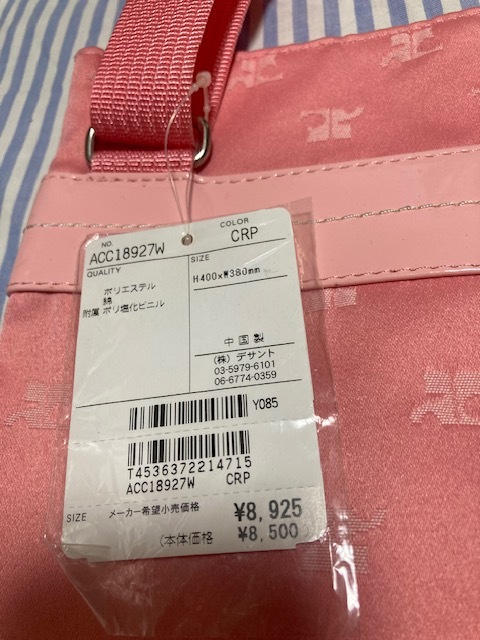 NO. ACC18927W COLOR CRP
QUALITY SIZE
ポリエステル H400×W380mm
綿
附属 ポリ塩化ビニル
中国製
(株) デサント
03-5979-6101
06-6774-0359
Y085
T4536372214715
ACC18927W CRP
SIZE メーカー希望小売価格 ¥8,925
(本体価格 ¥8,500